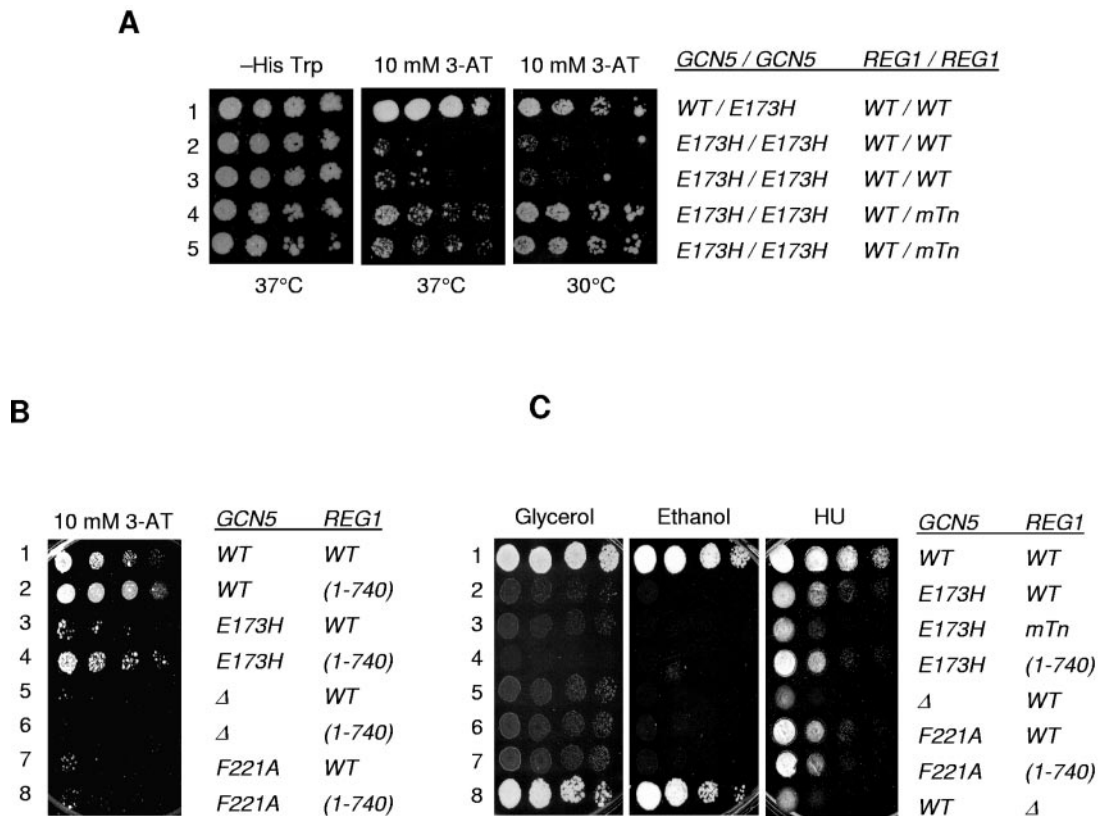 A
–His Trp 10 mM 3-AT 10 mM 3-AT GCN5 / GCN5 REG1 / REG1
1 WT / E173H WT / WT
2 E173H / E173H WT / WT
3 E173H / E173H WT / WT
4 E173H / E173H WT / mTn
5 E173H / E173H WT / mTn
37°C 37°C 30°C
B
10 mM 3-AT GCN5 REG1
1 WT WT
2 WT (1-740)
3 E173H WT
4 E173H (1-740)
5 Δ WT
6 Δ (1-740)
7 F221A WT
8 F221A (1-740)
C
Glycerol Ethanol HU GCN5 REG1
1 WT WT
2 E173H WT
3 E173H mTn
4 E173H (1-740)
5 Δ WT
6 F221A WT
7 F221A (1-740)
8 WT Δ